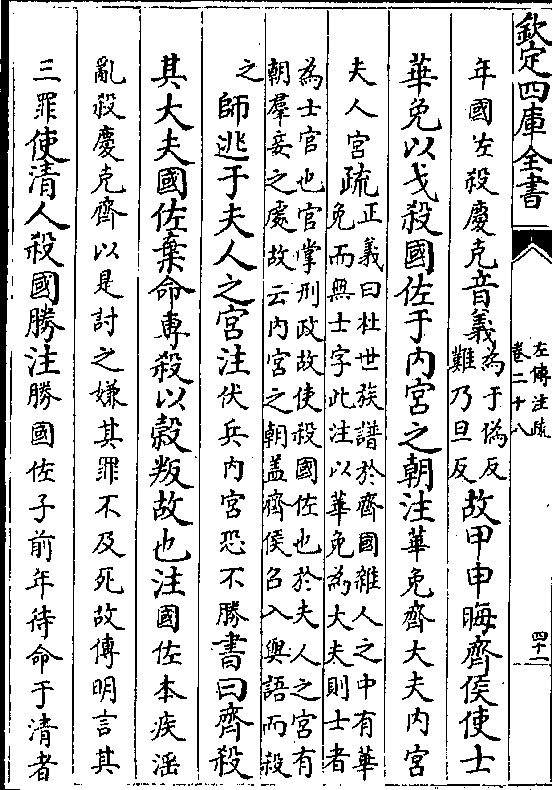 欽定四庫全書
左傳注疏
卷二十八
四十一
年國佐殺慶克音義為于偽反難乃旦反故甲申晦齊侯使士
華免以戈殺國佐于内宫之朝注華免齊大夫内宫
夫人宫疏正義曰杜世族譜於齊國雜人之中有華免而無士字此注以華免為大夫則士者
為士官也官掌刑政故使殺國佐也於夫人之宫有朝羣妾之處故云内宫之朝盖齊侯召入與語而殺
之師逃于夫人之宫注伏兵内宫恐不勝書曰齊殺
其大夫國佐棄命專殺以穀叛故也注國佐本疾淫
亂殺慶克齊以是討之嫌其罪不及死故傳明言其
三罪使清人殺國勝注勝國佐子前年待命于清者